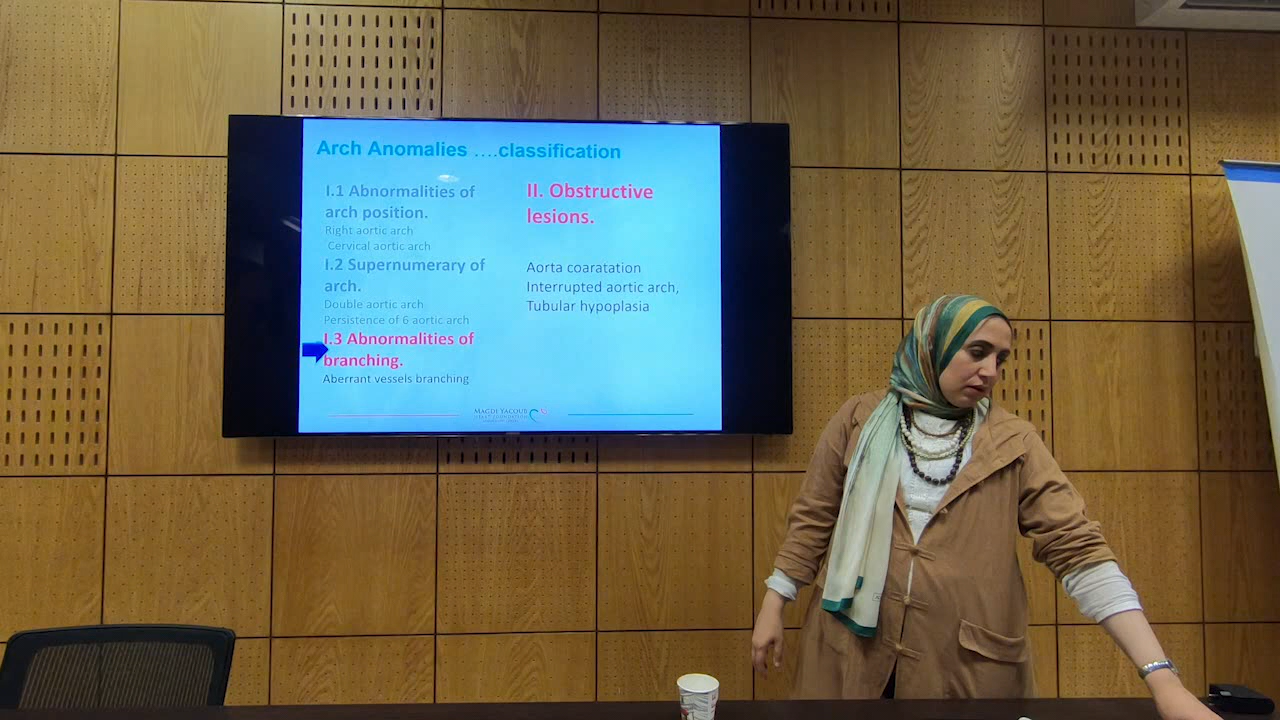 Arch Anomalies ....classification
I.1 Abnormalities of
arch position.
Right aortic arch
Cervical aortic arch
I.2 Supernumerary of
arch.
Double aortic arch
Persistence of 6 aortic arch
I.3 Abnormalities of
branching.
Aberrant vessels branching
II. Obstructive
lesions.
Aorta coaratation
Interrupted aortic arch,
Tubular hypoplasia
MAGDI YACOUB
HEART FOUNDATION